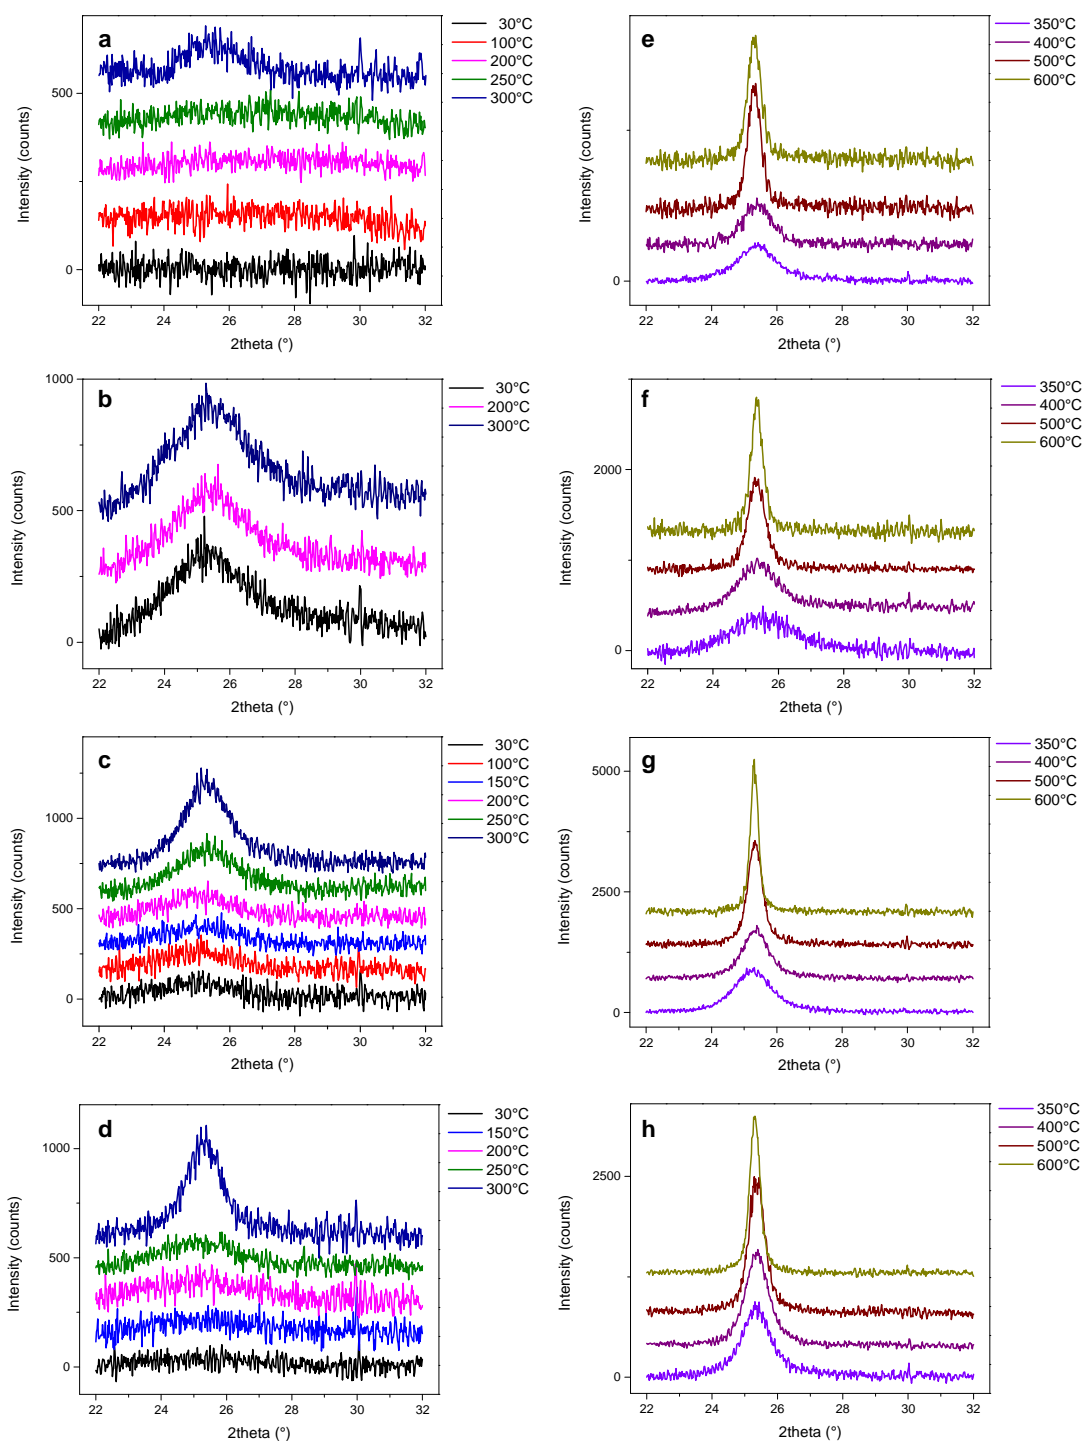 a
30°C
100°C
200°C
250°C
300°C
500
0
Intensity (counts)
22 24 26 28 30 32
2theta (°)
e
350°C
400°C
500°C
600°C
0
Intensity (counts)
22 24 26 28 30 32
2theta (°)
b
30°C
200°C
300°C
1000
500
0
Intensity (counts)
22 24 26 28 30 32
2theta (°)
f
350°C
400°C
500°C
600°C
2000
0
Intensity (counts)
22 24 26 28 30 32
2theta (°)
c
30°C
100°C
150°C
200°C
250°C
300°C
1000
500
0
Intensity (counts)
22 24 26 28 30 32
2theta (°)
g
350°C
400°C
500°C
600°C
5000
2500
0
Intensity (counts)
22 24 26 28 30 32
2theta (°)
d
30°C
150°C
200°C
250°C
300°C
1000
500
0
Intensity (counts)
22 24 26 28 30 32
2theta (°)
h
350°C
400°C
500°C
600°C
2500
0
Intensity (counts)
22 24 26 28 30 32
2theta (°)